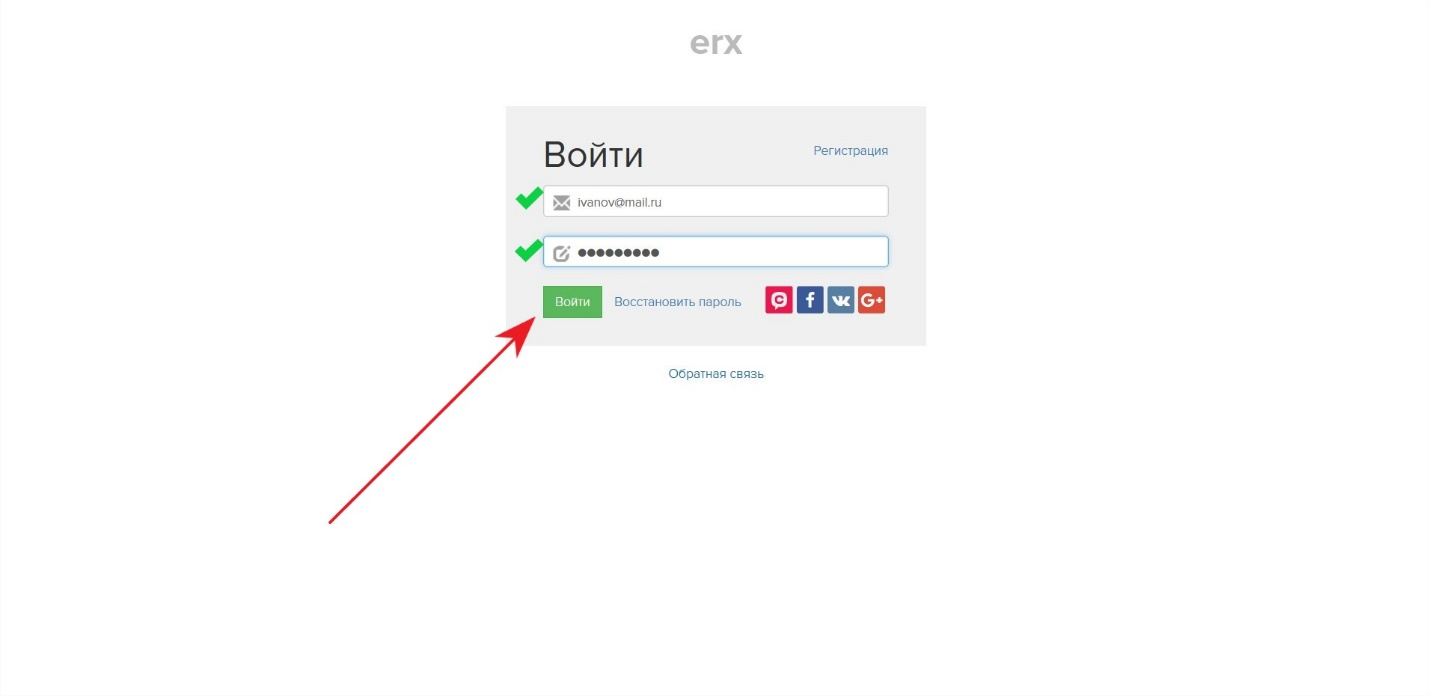 erx
Войти
Регистрация
ivanov@mail.ru
●●●●●●●●●
Войти
Восстановить пароль
f
G+
Обратная связь